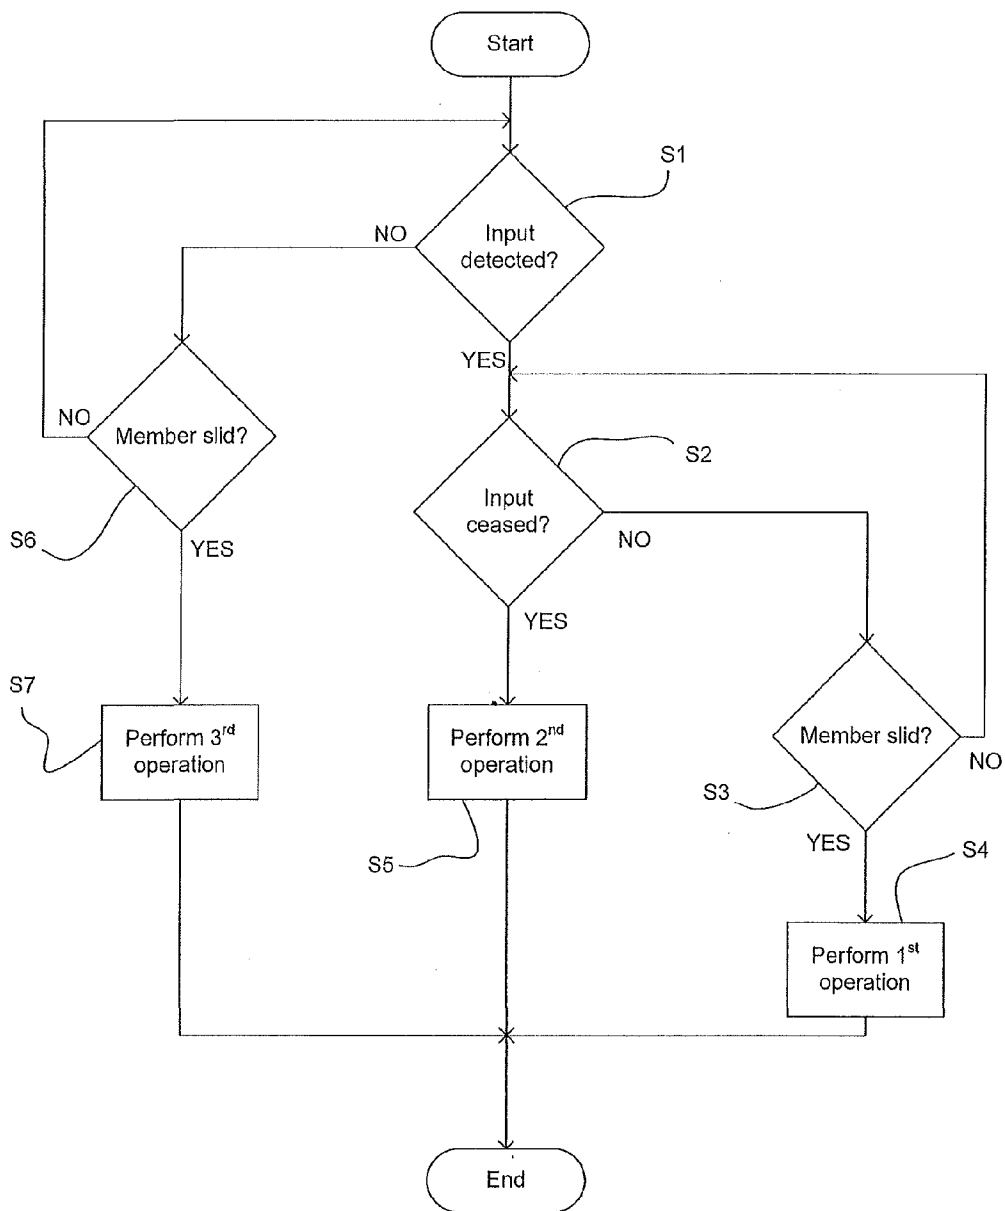 Start
S1
NO
Input
detected?
YES
NO
Member slid?
S2
Input
ceased?
S6
YES
NO
YES
S7
Perform 3rd
operation
Perform 2nd
operation
Member slid?
NO
S3
YES
S5
S4
Perform 1st
operation
End